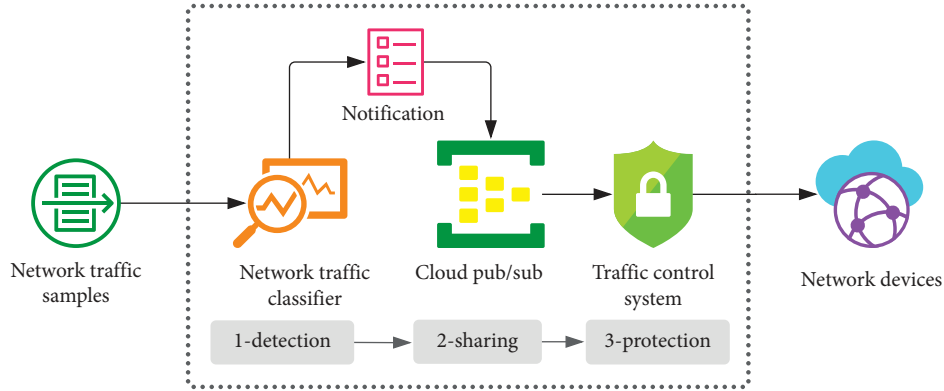 Notification
Network traffic
samples
Network traffic
classifier
Cloud pub/sub
Traffic control
system
Network devices
1-detection
2-sharing
3-protection